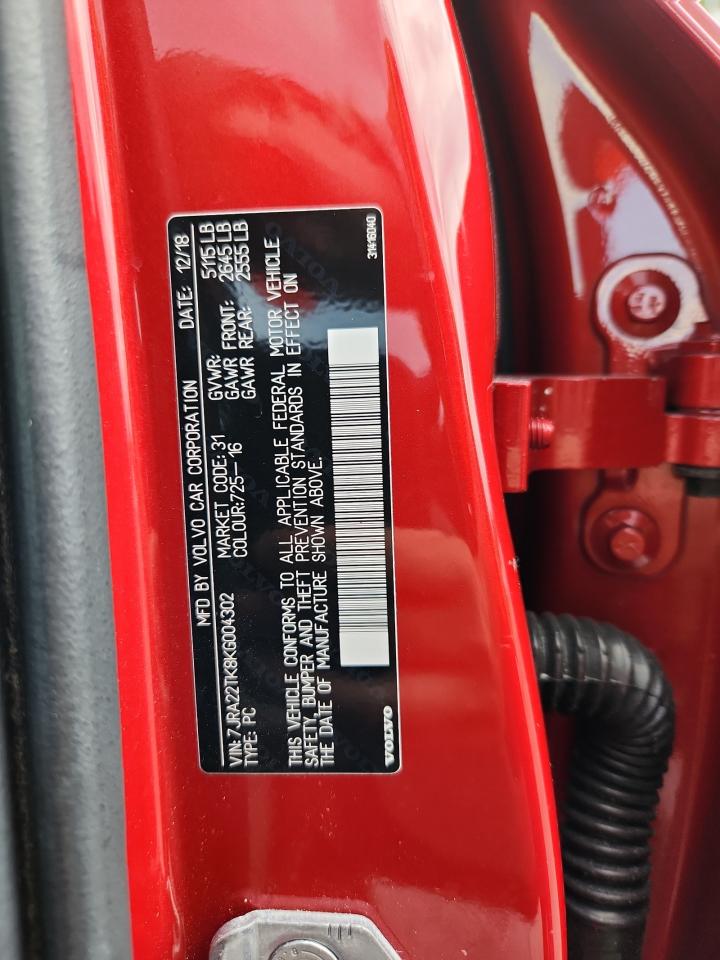 MFD BY VOLVO CAR CORPORATION DATE: 12/18
VIN: 7JRA22TK8KG004302 MARKET CODE: 31 GVWR: 5115 LB
TYPE: PC COLOUR: 725-16 GAWR FRONT: 2645 LB
GAWR REAR: 2555 LB
THIS VEHICLE CONFORMS TO ALL APPLICABLE FEDERAL MOTOR VEHICLE
SAFETY, BUMPER AND THEFT PREVENTION STANDARDS IN EFFECT ON
THE DATE OF MANUFACTURE SHOWN ABOVE.
VOLVO
31416040